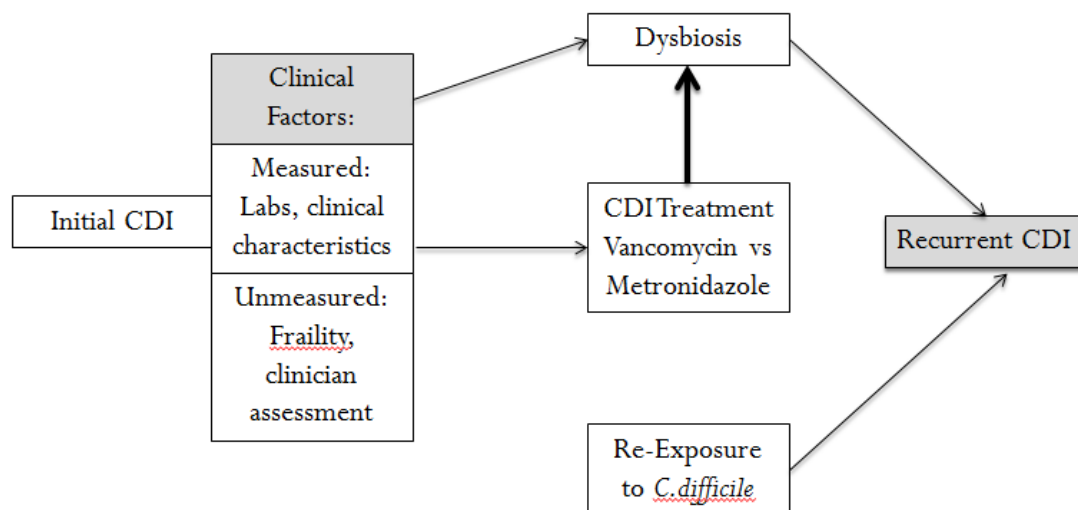 Initial CDI
Clinical
Factors:
Measured:
Labs, clinical
characteristics
Unmeasured:
Fraility,
clinician
assessment
Dysbiosis
CDI Treatment
Vancomycin vs
Metronidazole
Re-Exposure
to C.difficile
Recurrent CDI